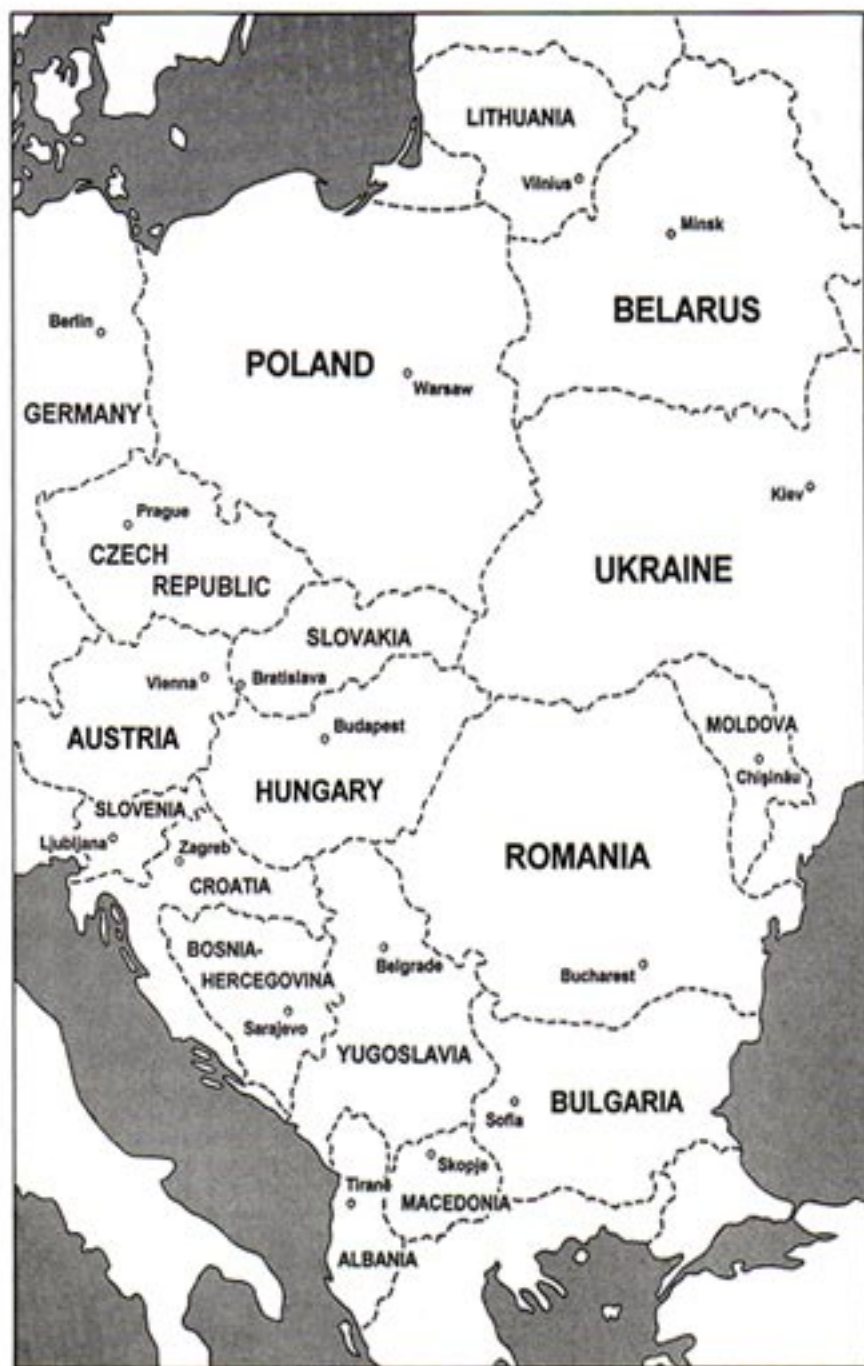 LITHUANIA
Vilnius
Minsk
BELARUS
Berlin
POLAND
Warsaw
GERMANY
Kiev
Prague
CZECH
REPUBLIC
UKRAINE
SLOVAKIA
Vienna
Bratislava
AUSTRIA
Budapest
HUNGARY
MOLDOVA
Chişinău
SLOVENIA
Ljubljana
Zagreb
CROATIA
ROMANIA
BOSNIA-
HERCEGOVINA
Belgrade
Bucharest
Sarajevo
YUGOSLAVIA
Sofia
BULGARIA
Skopje
Tiranë
MACEDONIA
ALBANIA